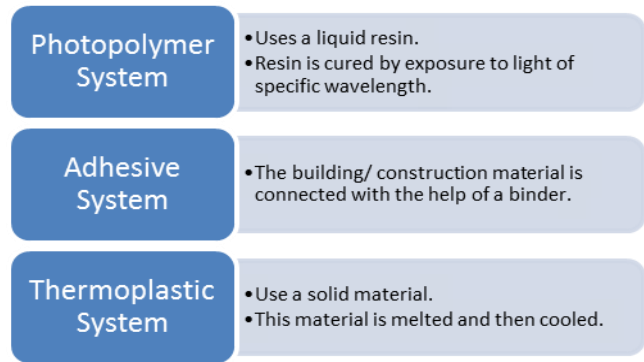 Photopolymer
System
•Uses a liquid resin.
•Resin is cured by exposure to light of
specific wavelength.
Adhesive
System
•The building/ construction material is
connected with the help of a binder.
Thermoplastic
System
•Use a solid material.
•This material is melted and then cooled.